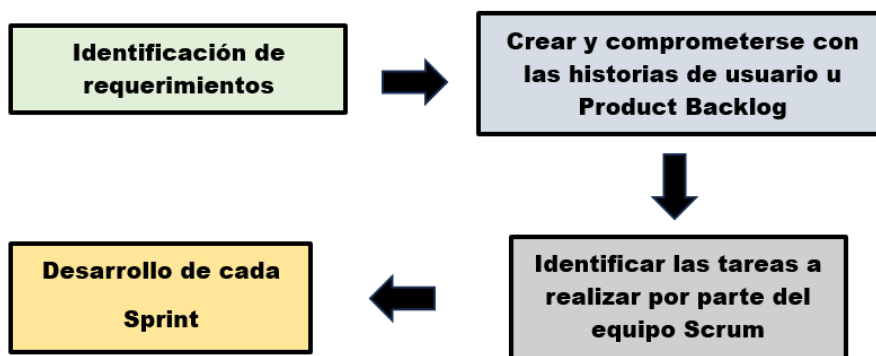 Identificación de
requerimientos
Crear y comprometerse con
las historias de usuario u
Product Backlog
Identificar las tareas a
realizar por parte del
equipo Scrum
Desarrollo de cada
Sprint